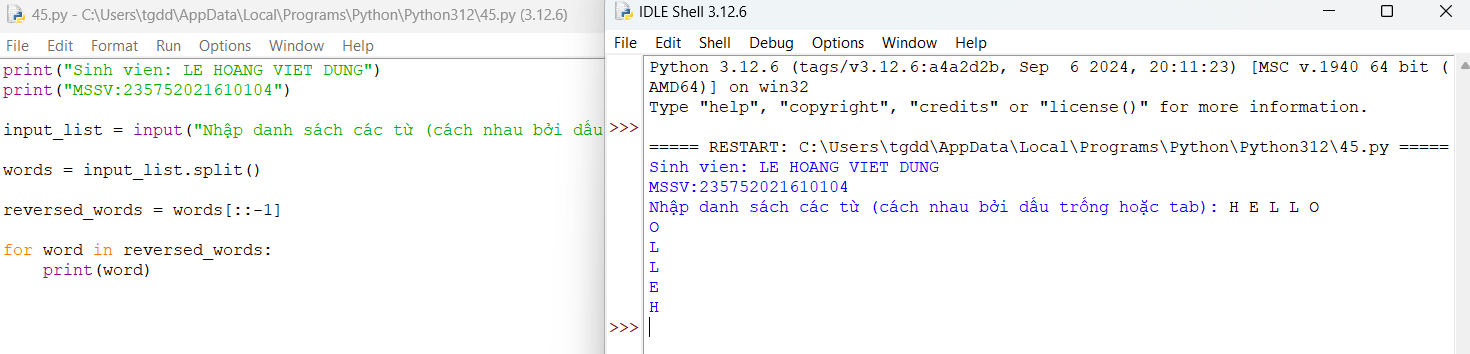 45.py - C:\Users\tgdd\AppData\Local\Programs\Python\Python312\45.py (3.12.6)
File Edit Format Run Options Window Help
print("Sinh vien: LE HOANG VIET DUNG")
print("MSSV:235752021610104")
input_list = input("Nhập danh sách các từ (cách nhau bởi dấu
words = input_list.split()
reversed_words = words[::-1]
for word in reversed_words:
    print(word)
IDLE Shell 3.12.6
File Edit Shell Debug Options Window Help
Python 3.12.6 (tags/v3.12.6:a4a2d2b, Sep  6 2024, 20:11:23) [MSC v.1940 64 bit (
AMD64)] on win32
Type "help", "copyright", "credits" or "license()" for more information.
>>>
===== RESTART: C:\Users\tgdd\AppData\Local\Programs\Python\Python312\45.py =====
Sinh vien: LE HOANG VIET DUNG
MSSV:235752021610104
Nhập danh sách các từ (cách nhau bởi dấu trống hoặc tab): H E L L O
O
L
L
E
H
>>>